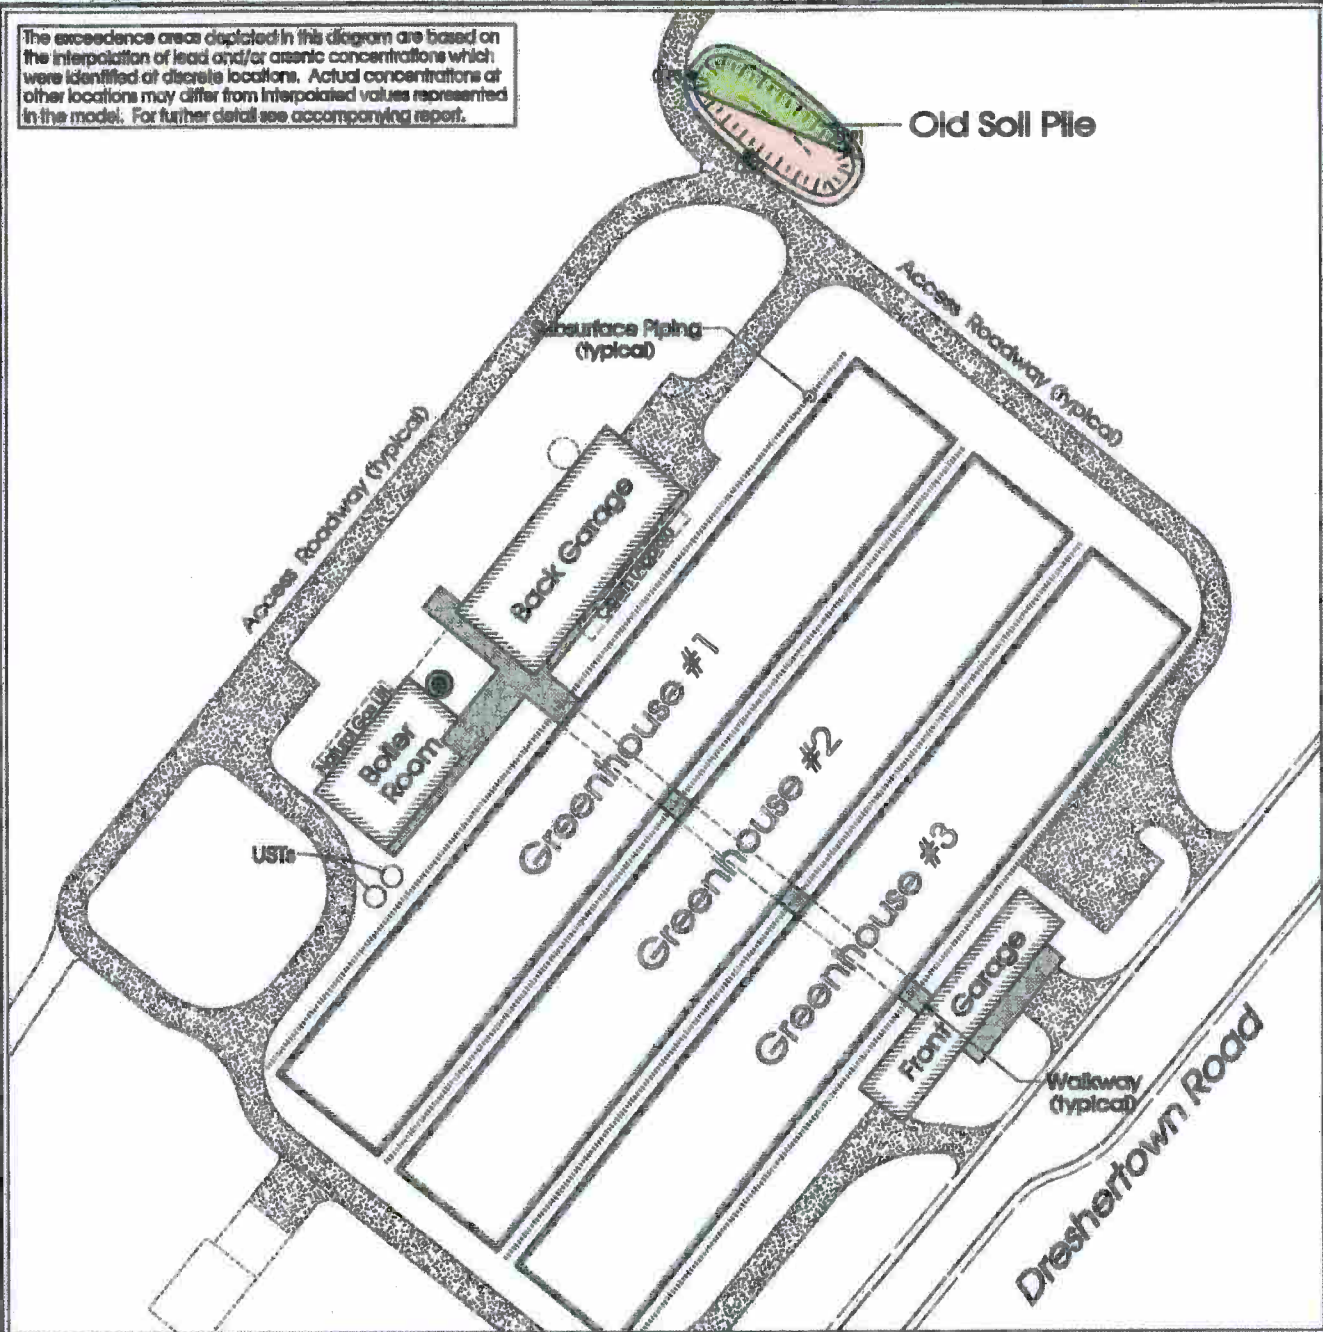 The exceedence areas depicted in this diagram are based on
the interpolation of lead and/or arsenic concentrations which
were identified at discrete locations. Actual concentrations at
other locations may differ from interpolated values represented
in the model. For further detail see accompanying report.
Old Soil Pile
Access Roadway (typical)
Subsurface Piping
(typical)
Access Roadway (typical)
Back Garage
Greenhouse #1
Natural Gas
Boiler
Room
Greenhouse #2
USTs
Greenhouse #3
Front Garage
Walkway
(typical)
Dreshertown Road